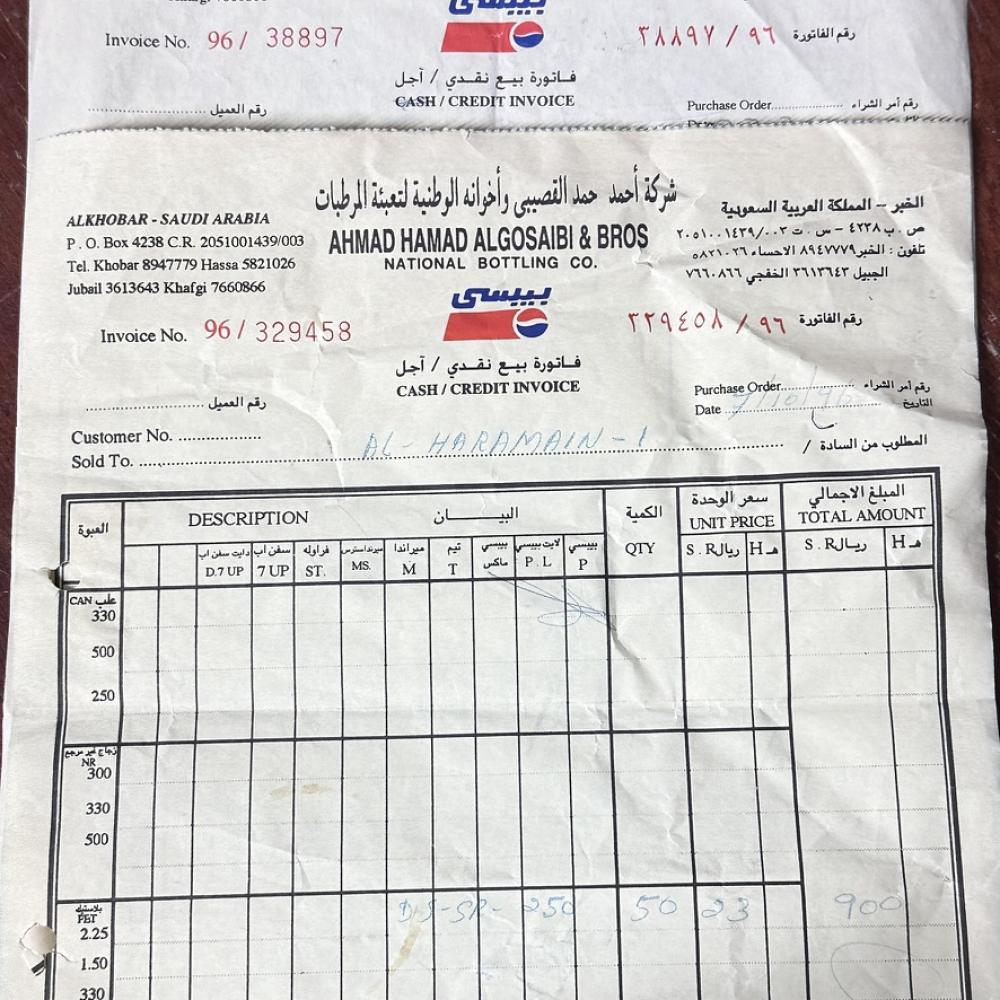 بيبسي
Invoice No. 96/ 38897
٣٨٨٩٧ / ٩٦ رقم الفاتورة
فاتورة بيع نقدي / آجل
CASH / CREDIT INVOICE
رقم العميل
Purchase Order رقم أمر الشراء
شركة أحمد حمد القصيبي وأخوانه الوطنية لتعبئة المرطبات
AHMAD HAMAD ALGOSAIBI & BROS
NATIONAL BOTTLING CO.
ALKHOBAR - SAUDI ARABIA
P. O. Box 4238 C.R. 2051001439/003
Tel. Khobar 8947779 Hassa 5821026
Jubail 3613643 Khafgi 7660866
الخبر - المملكة العربية السعودية
ص.ب ٤٢٣٨ - س.ت ٢٠٥١٠٠١٤٣٩/٠٠٣
تلفون : الخبر ٨٩٤٧٧٧٩ الاحساء ٥٨٢١٠٢٦
الجبيل ٣٦١٣٦٤٣ الخفجي ٧٦٦٠٨٦٦
بيبسي
Invoice No. 96/ 329458
٣٢٩٤٥٨ / ٩٦ رقم الفاتورة
فاتورة بيع نقدي / آجل
CASH / CREDIT INVOICE
Purchase Order رقم أمر الشراء
Date 7/10/96 التاريخ
رقم العميل
Customer No.
Sold To. AL-HARAMAIN-1 المطلوب من السادة /
العبوة DESCRIPTION البيـــان الكمية QTY سعر الوحدة UNIT PRICE المبلغ الاجمالي TOTAL AMOUNT
دايت سفن اب D.7 UP سفن اب 7 UP فراوله ST. ميرنداسترس MS. ميراندا M تيم T بيبسي ماكس لايت بيبسي P.L بيبسي P S.R ريال H هـ S.R ريال H هـ
CAN علب
330
500
250
زجاج غير مرجع
NR
300
330
500
بلاستيك
PET 250 50 23 900
2.25
1.50
330